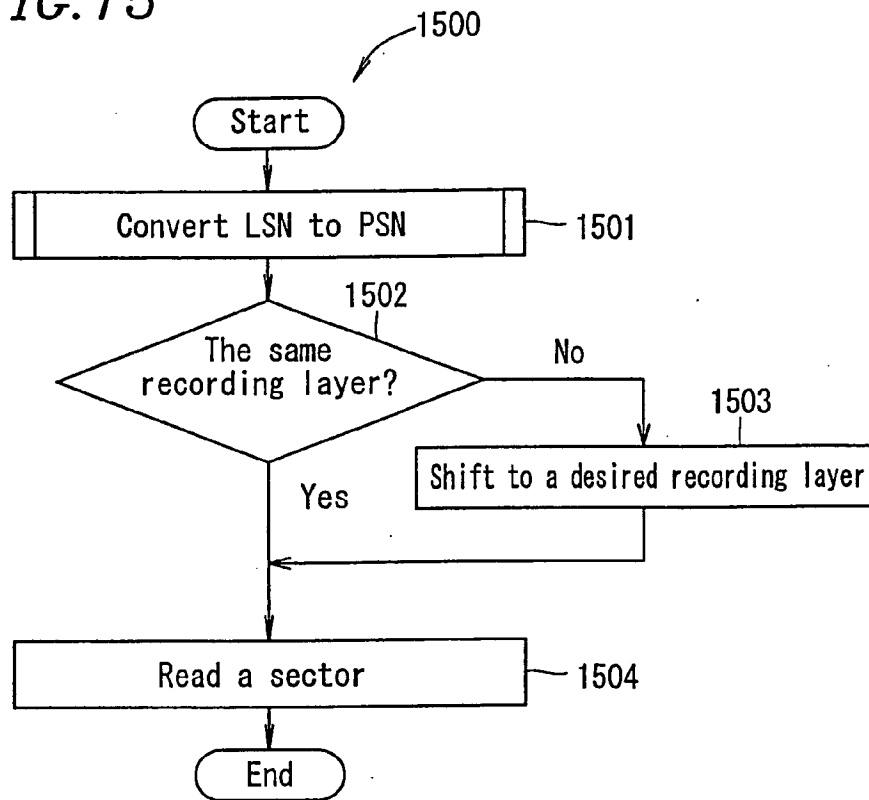 FIG. 15
1500
Start
Convert LSN to PSN
1501
1502
The same
recording layer?
No
1503
Shift to a desired recording layer
Yes
Read a sector
1504
End